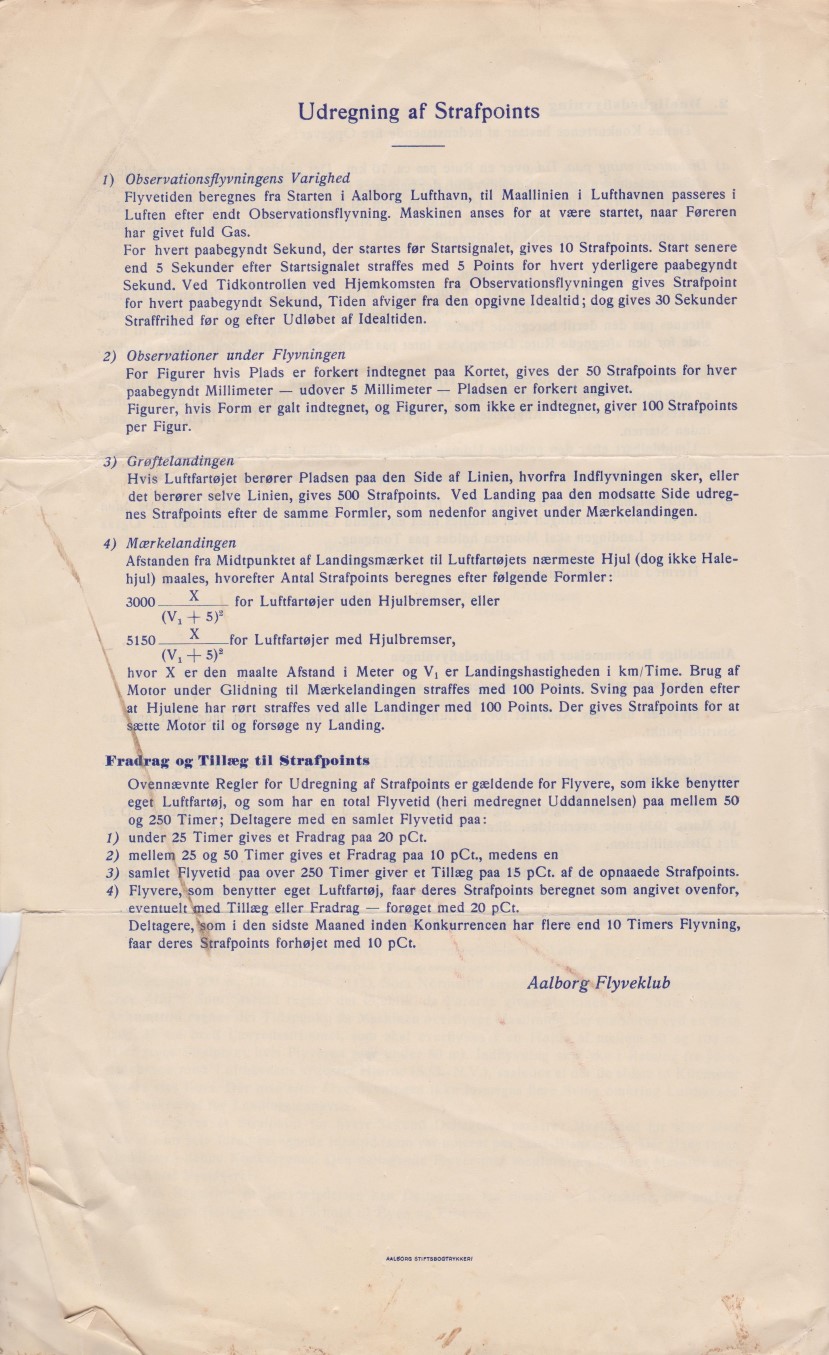 Udregning af Strafpoints
1) Observationsflyvningens Varighed
Flyvetiden beregnes fra Starten i Aalborg Lufthavn, til Maallinien i Lufthavnen passeres i
Luften efter endt Observationsflyvning. Maskinen anses for at være startet, naar Føreren
har givet fuld Gas.
For hvert paabegyndt Sekund, der startes før Startsignalet, gives 10 Strafpoints. Start senere
end 5 Sekunder efter Startsignalet straffes med 5 Points for hvert yderligere paabegyndt
Sekund. Ved Tidkontrollen ved Hjemkomsten fra Observationsflyvningen gives Strafpoint
for hvert paabegyndt Sekund, Tiden afviger fra den opgivne Idealtid; dog gives 30 Sekunder
Straffrihed før og efter Udløbet af Idealtiden.
2) Observationer under Flyvningen
For Figurer hvis Plads er forkert indtegnet paa Kortet, gives der 50 Strafpoints for hver
paabegyndt Millimeter — udover 5 Millimeter — Pladsen er forkert angivet.
Figurer, hvis Form er galt indtegnet, og Figurer, som ikke er indtegnet, giver 100 Strafpoints
per Figur.
3) Grøftelandingen
Hvis Luftfartøjet berører Pladsen paa den Side af Linien, hvorfra Indflyvningen sker, eller
det berører selve Linien, gives 500 Strafpoints. Ved Landing paa den modsatte Side udreg-
nes Strafpoints efter de samme Formler, som nedenfor angivet under Mærkelandingen.
4) Mærkelandingen
Afstanden fra Midtpunktet af Landingsmærket til Luftfartøjets nærmeste Hjul (dog ikke Hale-
hjul) maales, hvorefter Antal Strafpoints beregnes efter følgende Formler:
3000 X / (V₁ + 5)² for Luftfartøjer uden Hjulbremser, eller
5150 X / (V₁ + 5)² for Luftfartøjer med Hjulbremser,
hvor X er den maalte Afstand i Meter og V₁ er Landingshastigheden i km/Time. Brug af
Motor under Glidning til Mærkelandingen straffes med 100 Points. Sving paa Jorden efter
at Hjulene har rørt straffes ved alle Landinger med 100 Points. Der gives Strafpoints for at
sætte Motor til og forsøge ny Landing.
Fradrag og Tillæg til Strafpoints
Ovennævnte Regler for Udregning af Strafpoints er gældende for Flyvere, som ikke benytter
eget Luftfartøj, og som har en total Flyvetid (heri medregnet Uddannelsen) paa mellem 50
og 250 Timer; Deltagere med en samlet Flyvetid paa:
1) under 25 Timer gives et Fradrag paa 20 pCt.
2) mellem 25 og 50 Timer gives et Fradrag paa 10 pCt., medens en
3) samlet Flyvetid paa over 250 Timer giver et Tillæg paa 15 pCt. af de opnaaede Strafpoints.
4) Flyvere, som benytter eget Luftfartøj, faar deres Strafpoints beregnet som angivet ovenfor,
eventuelt med Tillæg eller Fradrag — forøget med 20 pCt.
Deltagere, som i den sidste Maaned inden Konkurrencen har flere end 10 Timers Flyvning,
faar deres Strafpoints forhøjet med 10 pCt.
Aalborg Flyveklub
AALBORG STIFTSBOGTRYKKERI